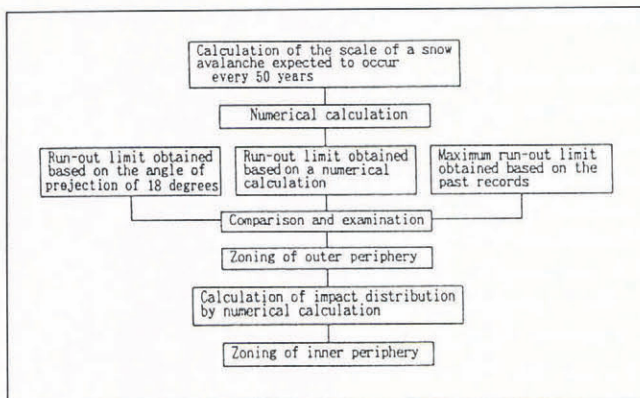 Calculation of the scale of a snow
avalanche expected to occur
every 50 years
Numerical calculation
Run-out limit obtained
based on the angle of
projection of 18 degrees
Run-out limit obtained
based on a numerical
calculation
Maximum run-out limit
obtained based on the
past records
Comparison and examination
Zoning of outer periphery
Calculation of impact distribution
by numerical calculation
Zoning of inner periphery